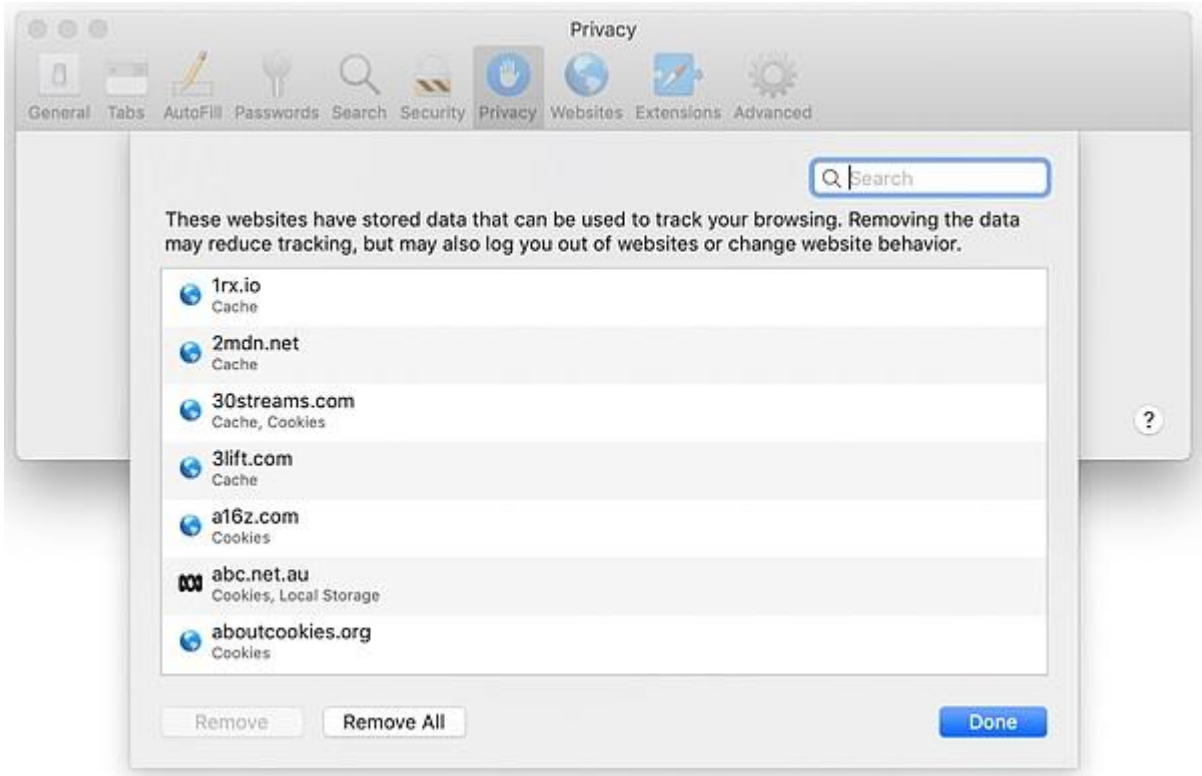 Privacy
General Tabs AutoFill Passwords Search Security Privacy Websites Extensions Advanced
Search
These websites have stored data that can be used to track your browsing. Removing the data
may reduce tracking, but may also log you out of websites or change website behavior.
1rx.io
Cache
2mdn.net
Cache
30streams.com
Cache, Cookies
3lift.com
Cache
a16z.com
Cookies
abc.net.au
Cookies, Local Storage
aboutcookies.org
Cookies
?
Remove Remove All Done